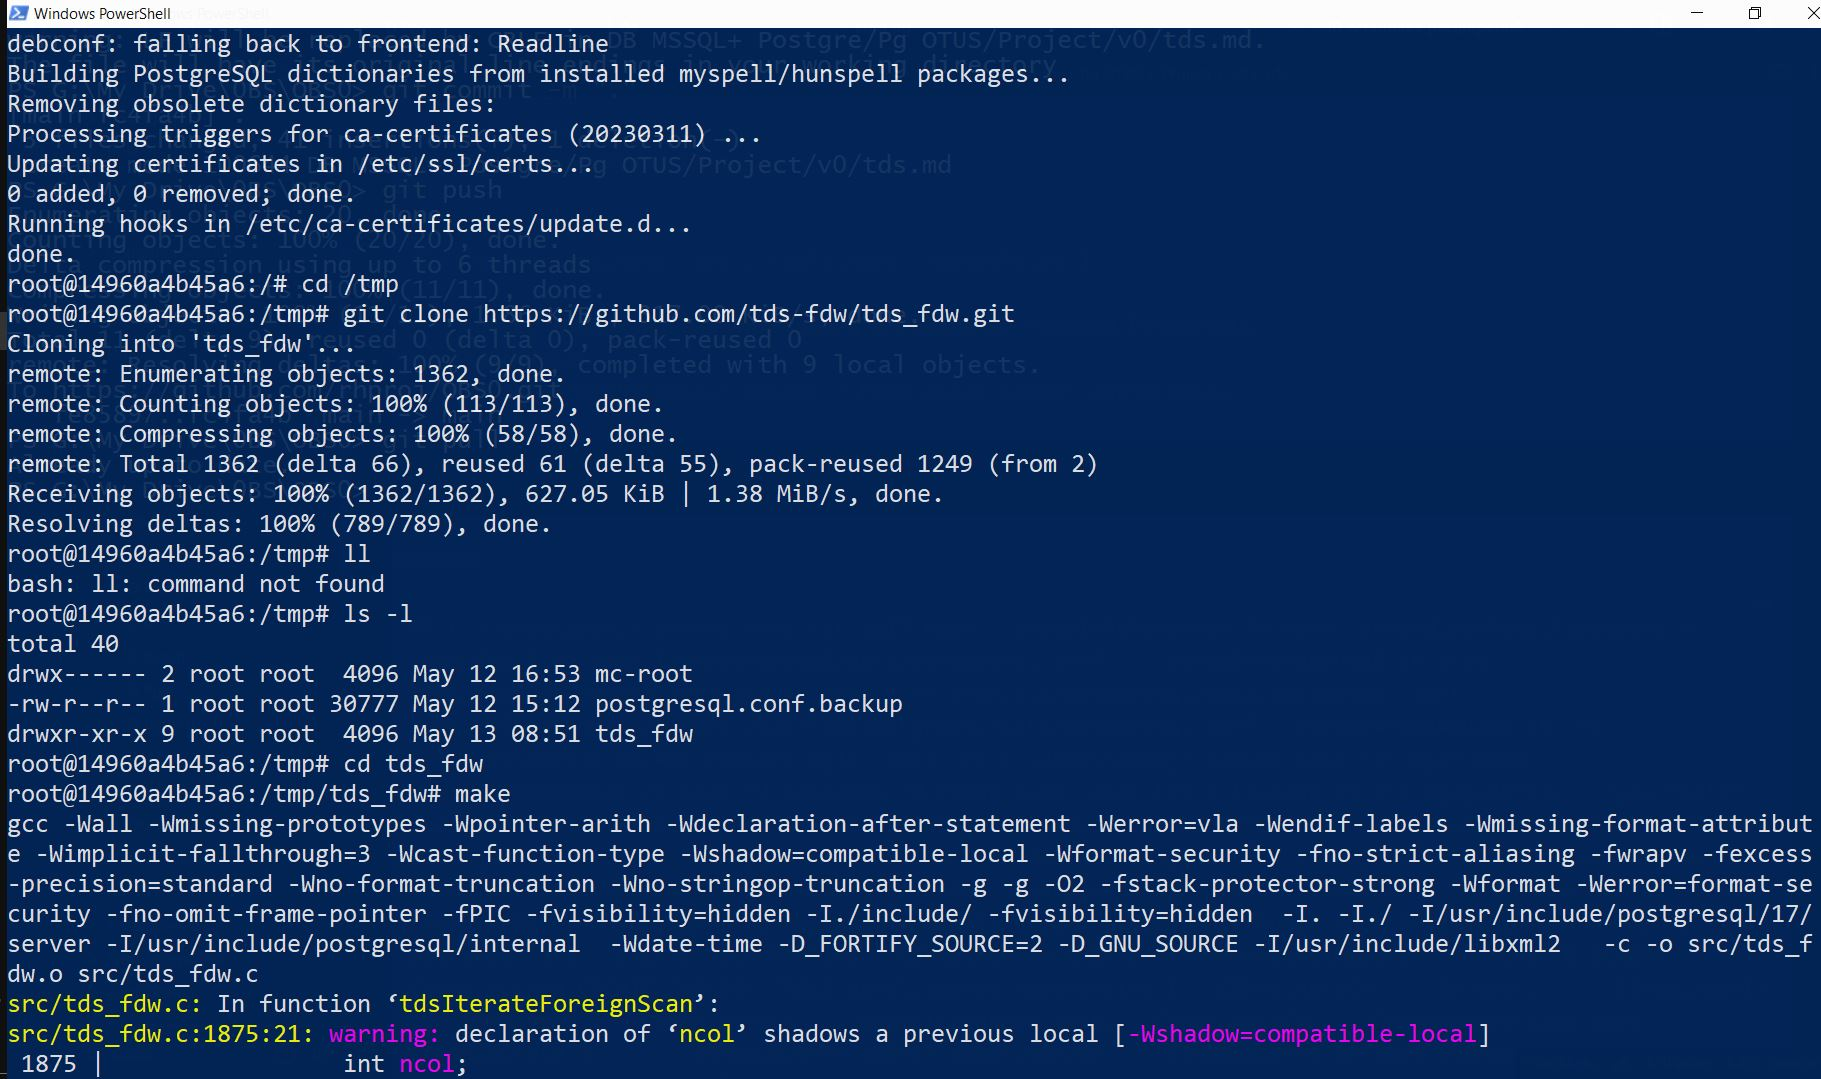 Windows PowerShell
debconf: falling back to frontend: Readline
Building PostgreSQL dictionaries from installed myspell/hunspell packages...
Removing obsolete dictionary files:
Processing triggers for ca-certificates (20230311) ...
Updating certificates in /etc/ssl/certs...
0 added, 0 removed; done.
Running hooks in /etc/ca-certificates/update.d...
done.
root@14960a4b45a6:/# cd /tmp
root@14960a4b45a6:/tmp# git clone https://github.com/tds-fdw/tds_fdw.git
Cloning into 'tds_fdw'...
remote: Enumerating objects: 1362, done.
remote: Counting objects: 100% (113/113), done.
remote: Compressing objects: 100% (58/58), done.
remote: Total 1362 (delta 66), reused 61 (delta 55), pack-reused 1249 (from 2)
Receiving objects: 100% (1362/1362), 627.05 KiB | 1.38 MiB/s, done.
Resolving deltas: 100% (789/789), done.
root@14960a4b45a6:/tmp# ll
bash: ll: command not found
root@14960a4b45a6:/tmp# ls -l
total 40
drwx------ 2 root root  4096 May 12 16:53 mc-root
-rw-r--r-- 1 root root 30777 May 12 15:12 postgresql.conf.backup
drwxr-xr-x 9 root root  4096 May 13 08:51 tds_fdw
root@14960a4b45a6:/tmp# cd tds_fdw
root@14960a4b45a6:/tmp/tds_fdw# make
gcc -Wall -Wmissing-prototypes -Wpointer-arith -Wdeclaration-after-statement -Werror=vla -Wendif-labels -Wmissing-format-attribut
e -Wimplicit-fallthrough=3 -Wcast-function-type -Wshadow=compatible-local -Wformat-security -fno-strict-aliasing -fwrapv -fexcess
-precision=standard -Wno-format-truncation -Wno-stringop-truncation -g -g -O2 -fstack-protector-strong -Wformat -Werror=format-se
curity -fno-omit-frame-pointer -fPIC -fvisibility=hidden -I./include/ -fvisibility=hidden  -I. -I./ -I/usr/include/postgresql/17/
server -I/usr/include/postgresql/internal  -Wdate-time -D_FORTIFY_SOURCE=2 -D_GNU_SOURCE -I/usr/include/libxml2   -c -o src/tds_f
dw.o src/tds_fdw.c
src/tds_fdw.c: In function ‘tdsIterateForeignScan’:
src/tds_fdw.c:1875:21: warning: declaration of ‘ncol’ shadows a previous local [-Wshadow=compatible-local]
 1875 |                 int ncol;